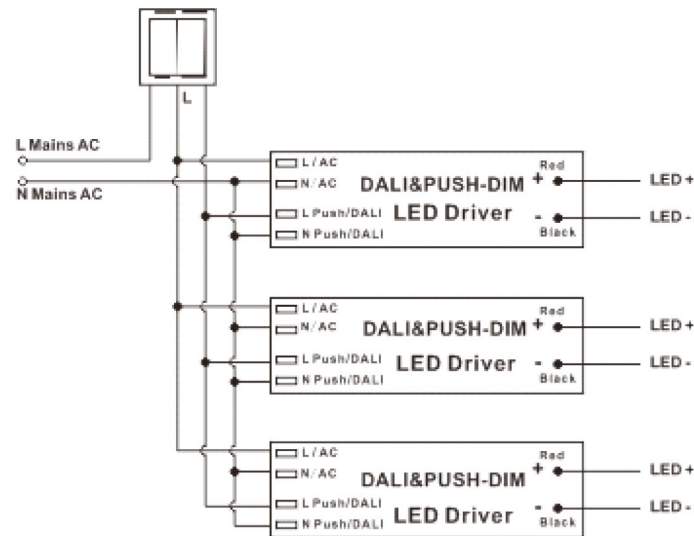 L
L Mains AC
N Mains AC
L/AC
N/AC
L Push/DALI
N Push/DALI
DALI&PUSH-DIM
LED Driver
Red
+
-
Black
LED +
LED -
L/AC
N/AC
L Push/DALI
N Push/DALI
DALI&PUSH-DIM
LED Driver
Red
+
-
Black
LED +
LED -
L/AC
N/AC
L Push/DALI
N Push/DALI
DALI&PUSH-DIM
LED Driver
Red
+
-
Black
LED +
LED -